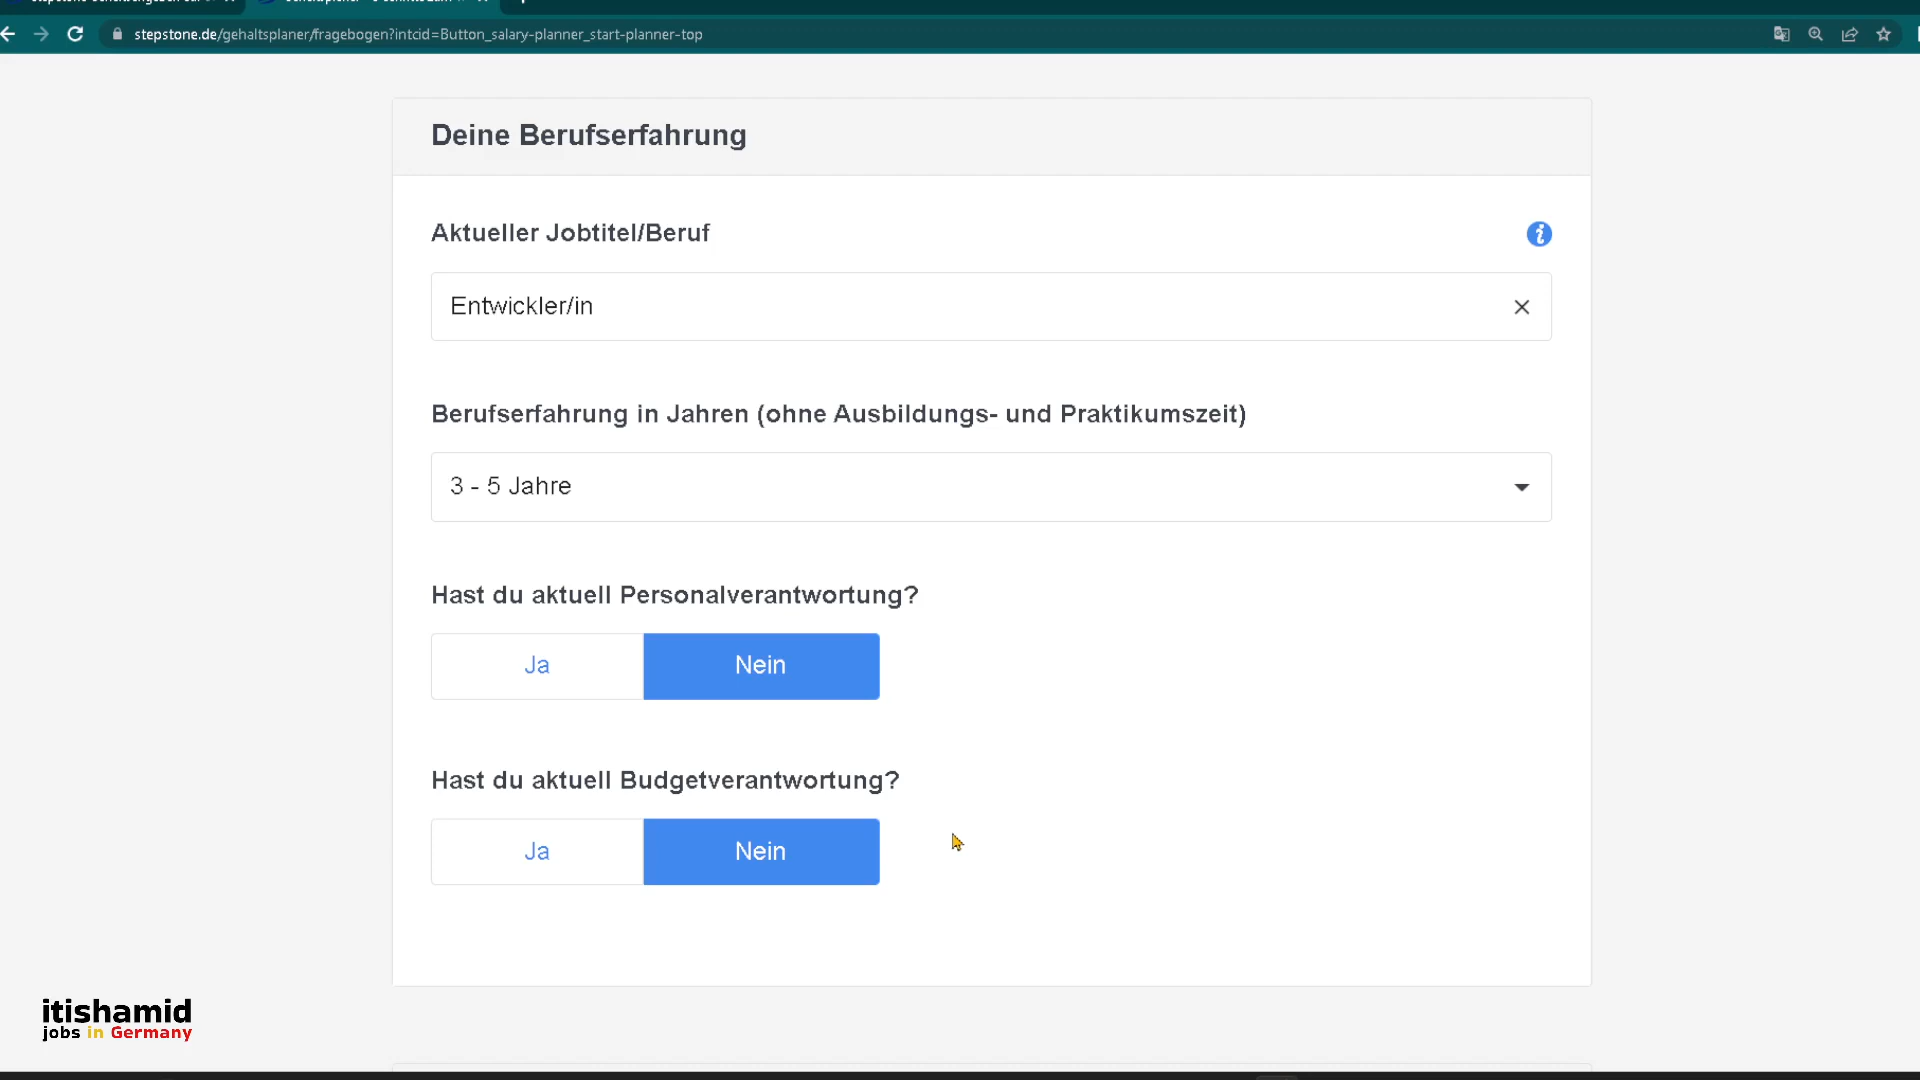 stepstone.de/gehaltsplaner/fragebogen?intcid=Button_salary-planner_start-planner-top
Deine Berufserfahrung
Aktueller Jobtitel/Beruf
Entwickler/in
Berufserfahrung in Jahren (ohne Ausbildungs- und Praktikumszeit)
3 - 5 Jahre
Hast du aktuell Personalverantwortung?
Ja Nein
Hast du aktuell Budgetverantwortung?
Ja Nein
itishamid
jobs in Germany